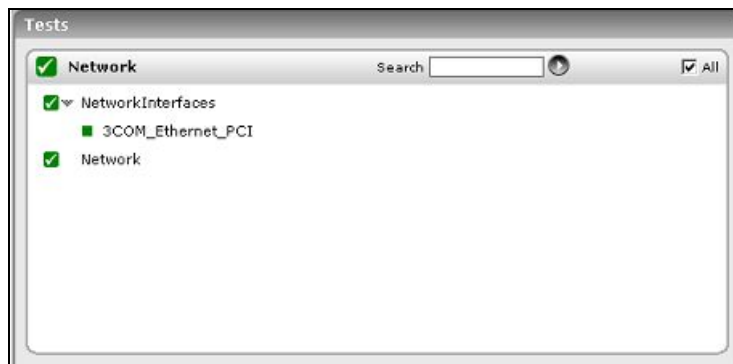 Tests
Network Search All
NetworkInterfaces
3COM_Ethernet_PCI
Network